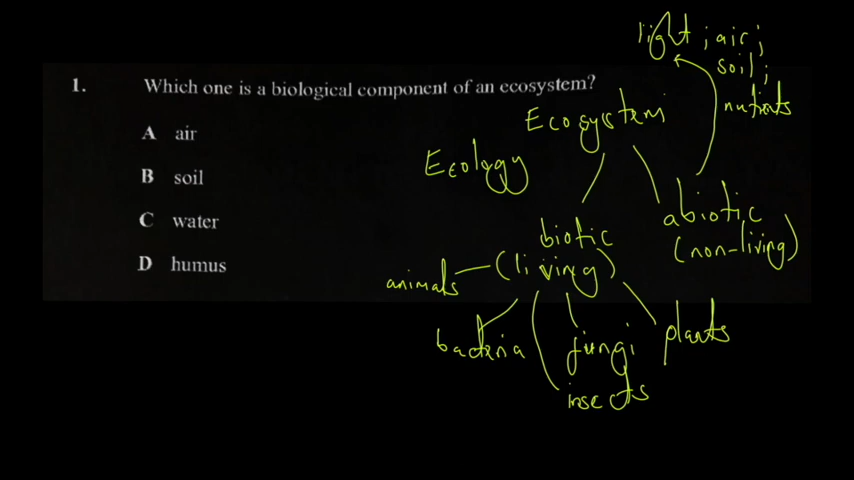 1. Which one is a biological component of an ecosystem?
A air
B soil
C water
D humus
light ; air ;
soil ;
nutrients
Ecosystem
Ecology
biotic
(living)
abiotic
(non-living)
animals
bacteria
fungi
plants
insects